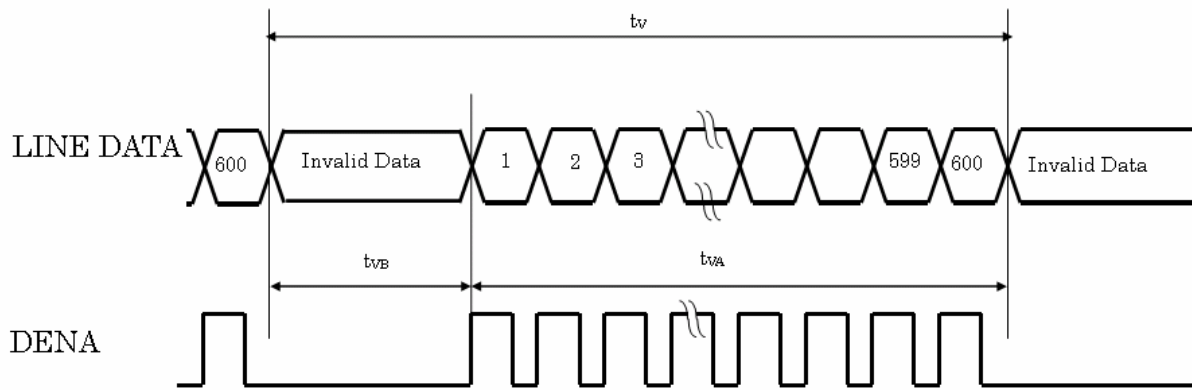 tV
LINE DATA 600 Invalid Data 1 2 3 599 600 Invalid Data
tVB tVA
DENA